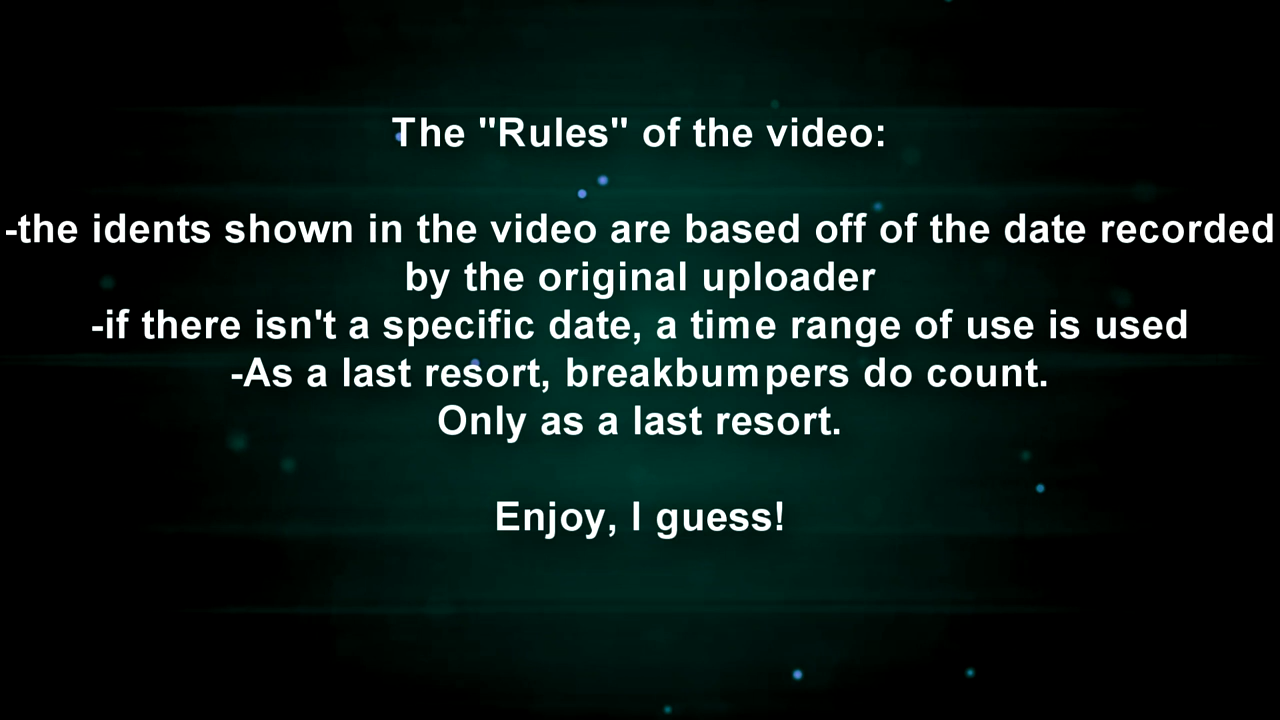 The "Rules" of the video:
-the idents shown in the video are based off of the date recorded
by the original uploader
-if there isn't a specific date, a time range of use is used
-As a last resort, breakbumpers do count.
Only as a last resort.
Enjoy, I guess!